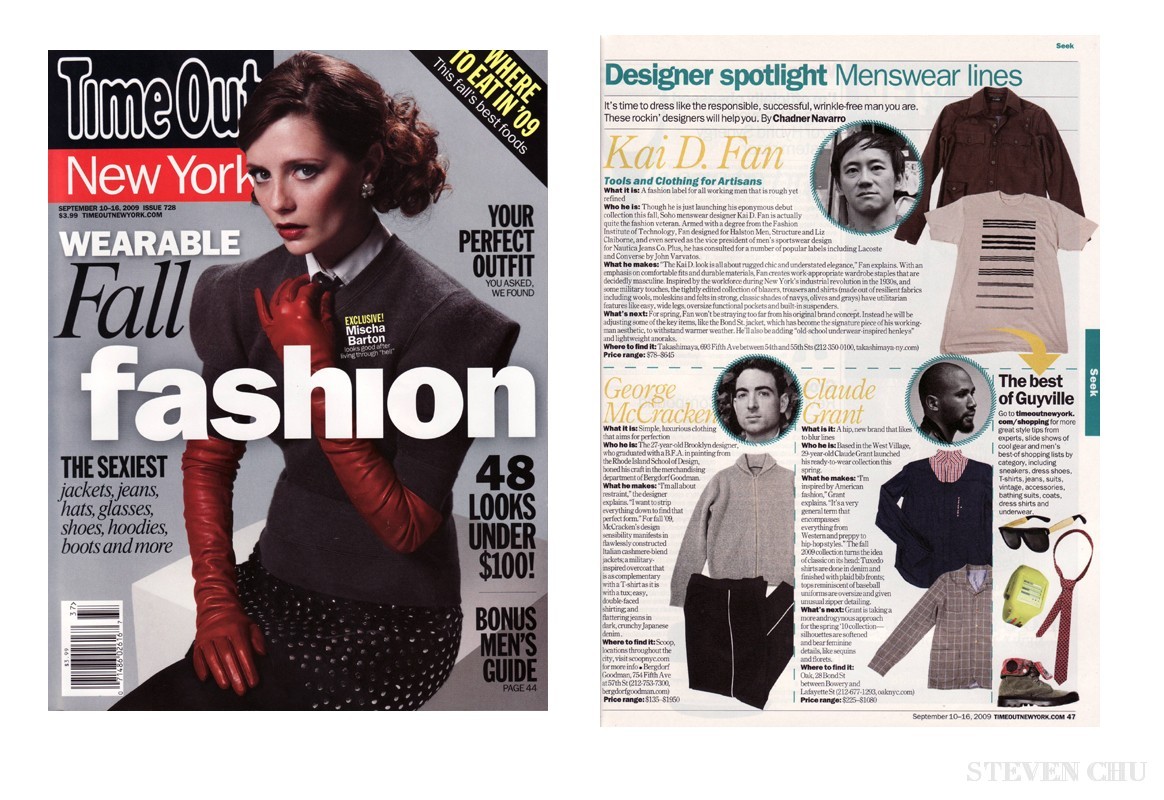 Time Out
New York
SEPTEMBER 10–16, 2009 ISSUE 728
$3.99 TIMEOUTNEWYORK.COM
WHERE
TO EAT IN '09
This fall's best foods
WEARABLE
Fall
fashion
YOUR
PERFECT
OUTFIT
YOU ASKED,
WE FOUND
EXCLUSIVE!
Mischa
Barton
looks good after
living through "hell"
THE SEXIEST
jackets, jeans,
hats, glasses,
shoes, hoodies,
boots and more
48
LOOKS
UNDER
$100!
BONUS
MEN'S
GUIDE
PAGE 44
$3.99
37>
Seek
Designer spotlight Menswear lines
It's time to dress like the responsible, successful, wrinkle-free man you are.
These rockin' designers will help you. By Chadner Navarro
Kai D. Fan
Tools and Clothing for Artisans
What it is: A fashion label for all working men that is rough yet
refined
Who he is: Though he is just launching his eponymous debut
collection this fall, Soho menswear designer Kai D. Fan is actually
quite the fashion veteran. Armed with a degree from the Fashion
Institute of Technology, Fan designed for Halston Men, Structure and Liz
Claiborne, and even served as the vice president of men's sportswear design
for Nautica Jeans Co. Plus, he has consulted for a number of popular labels including Lacoste
and Converse by John Varvatos.
What he makes: "The Kai D. look is all about rugged chic and understated elegance," Fan explains. With an
emphasis on comfortable fits and durable materials, Fan creates work-appropriate wardrobe staples that are
decidedly masculine. Inspired by the workforce during New York's industrial revolution in the 1930s, and
some military touches, the tightly edited collection of blazers, trousers and shirts (made out of resilient fabrics
including wools, moleskins and felts in strong, classic shades of navys, olives and grays) have utilitarian
features like easy, wide legs, oversize functional pockets and built-in suspenders.
What's next: For spring, Fan won't be straying too far from his original brand concept. Instead he will be
adjusting some of the key items, like the Bond St. jacket, which has become the signature piece of his working-
man aesthetic, to withstand warmer weather. He'll also be adding "old-school underwear-inspired henleys"
and lightweight anoraks.
Where to find it: Takashimaya, 693 Fifth Ave between 54th and 55th Sts (212-350-0100, takashimaya-ny.com)
Price range: $78–$645
George
McCracken
What it is: Simple, luxurious clothing
that aims for perfection
Who he is: The 27-year-old Brooklyn designer,
who graduated with a B.F.A. in painting from
the Rhode Island School of Design,
honed his craft in the merchandising
department of Bergdorf Goodman.
What he makes: "I'm all about
restraint," the designer
explains. "I want to strip
everything down to find that
perfect form." For fall '09,
McCracken's design
sensibility manifests in
flawlessly constructed
Italian cashmere-blend
jackets; a military-
inspired overcoat that
is as complementary
with a T-shirt as it is
with a tux; easy,
double-faced
shirting; and
flattering jeans in
dark, crunchy Japanese
denim.
Where to find it: Scoop,
locations throughout the
city, visit scoopnyc.com
for more info • Bergdorf
Goodman, 754 Fifth Ave
at 57th St (212-753-7300,
bergdorfgoodman.com)
Price range: $135–$1950
Claude
Grant
What is it: A hip, new brand that likes
to blur lines
Who he is: Based in the West Village,
29-year-old Claude Grant launched
his ready-to-wear collection this
spring.
What he makes: "I'm
inspired by American
fashion," Grant
explains. "It's a very
general term that
encompasses
everything from
Western and preppy to
hip-hop styles." The fall
2009 collection turns the idea
of classic on its head: Tuxedo
shirts are done in denim and
finished with plaid bib fronts;
tops reminiscent of baseball
uniforms are oversize and given
unusual zipper detailing.
What's next: Grant is taking a
more androgynous approach
for the spring '10 collection—
silhouettes are softened
and bear feminine
details, like sequins
and florets.
Where to find it:
Oak, 28 Bond St
between Bowery and
Lafayette St (212-677-1293, oaknyc.com)
Price range: $225–$1080
The best
of Guyville
Go to timeoutnewyork.
com/shopping for more
great style tips from
experts, slide shows of
cool gear and men's
best-of shopping lists by
category, including
sneakers, dress shoes,
T-shirts, jeans, suits,
vintage, accessories,
bathing suits, coats,
dress shirts and
underwear.
Seek
September 10–16, 2009 TIMEOUTNEWYORK.COM 47
STEVEN CHU